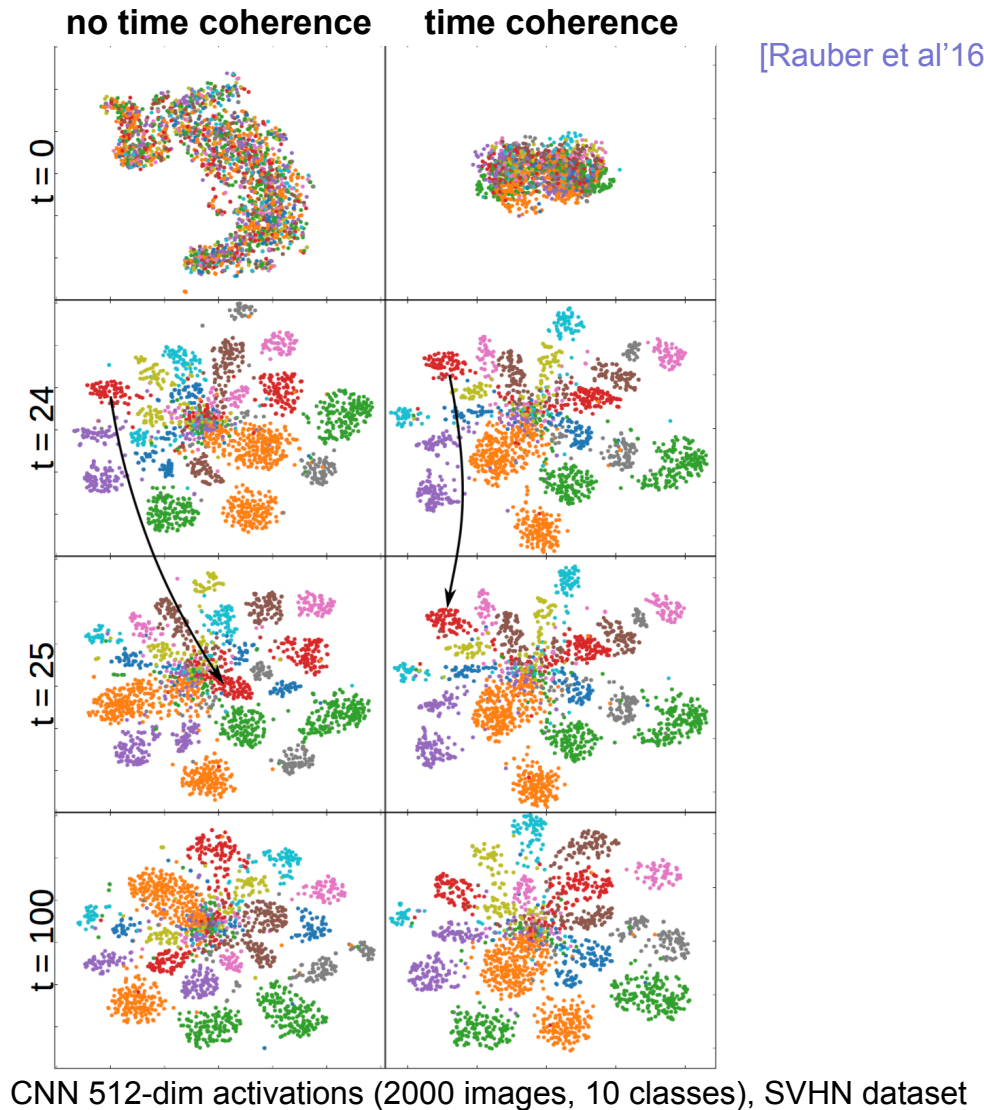 no time coherence
time coherence
[Rauber et al'16
t = 0
t = 24
t = 25
t = 100
CNN 512-dim activations (2000 images, 10 classes), SVHN dataset